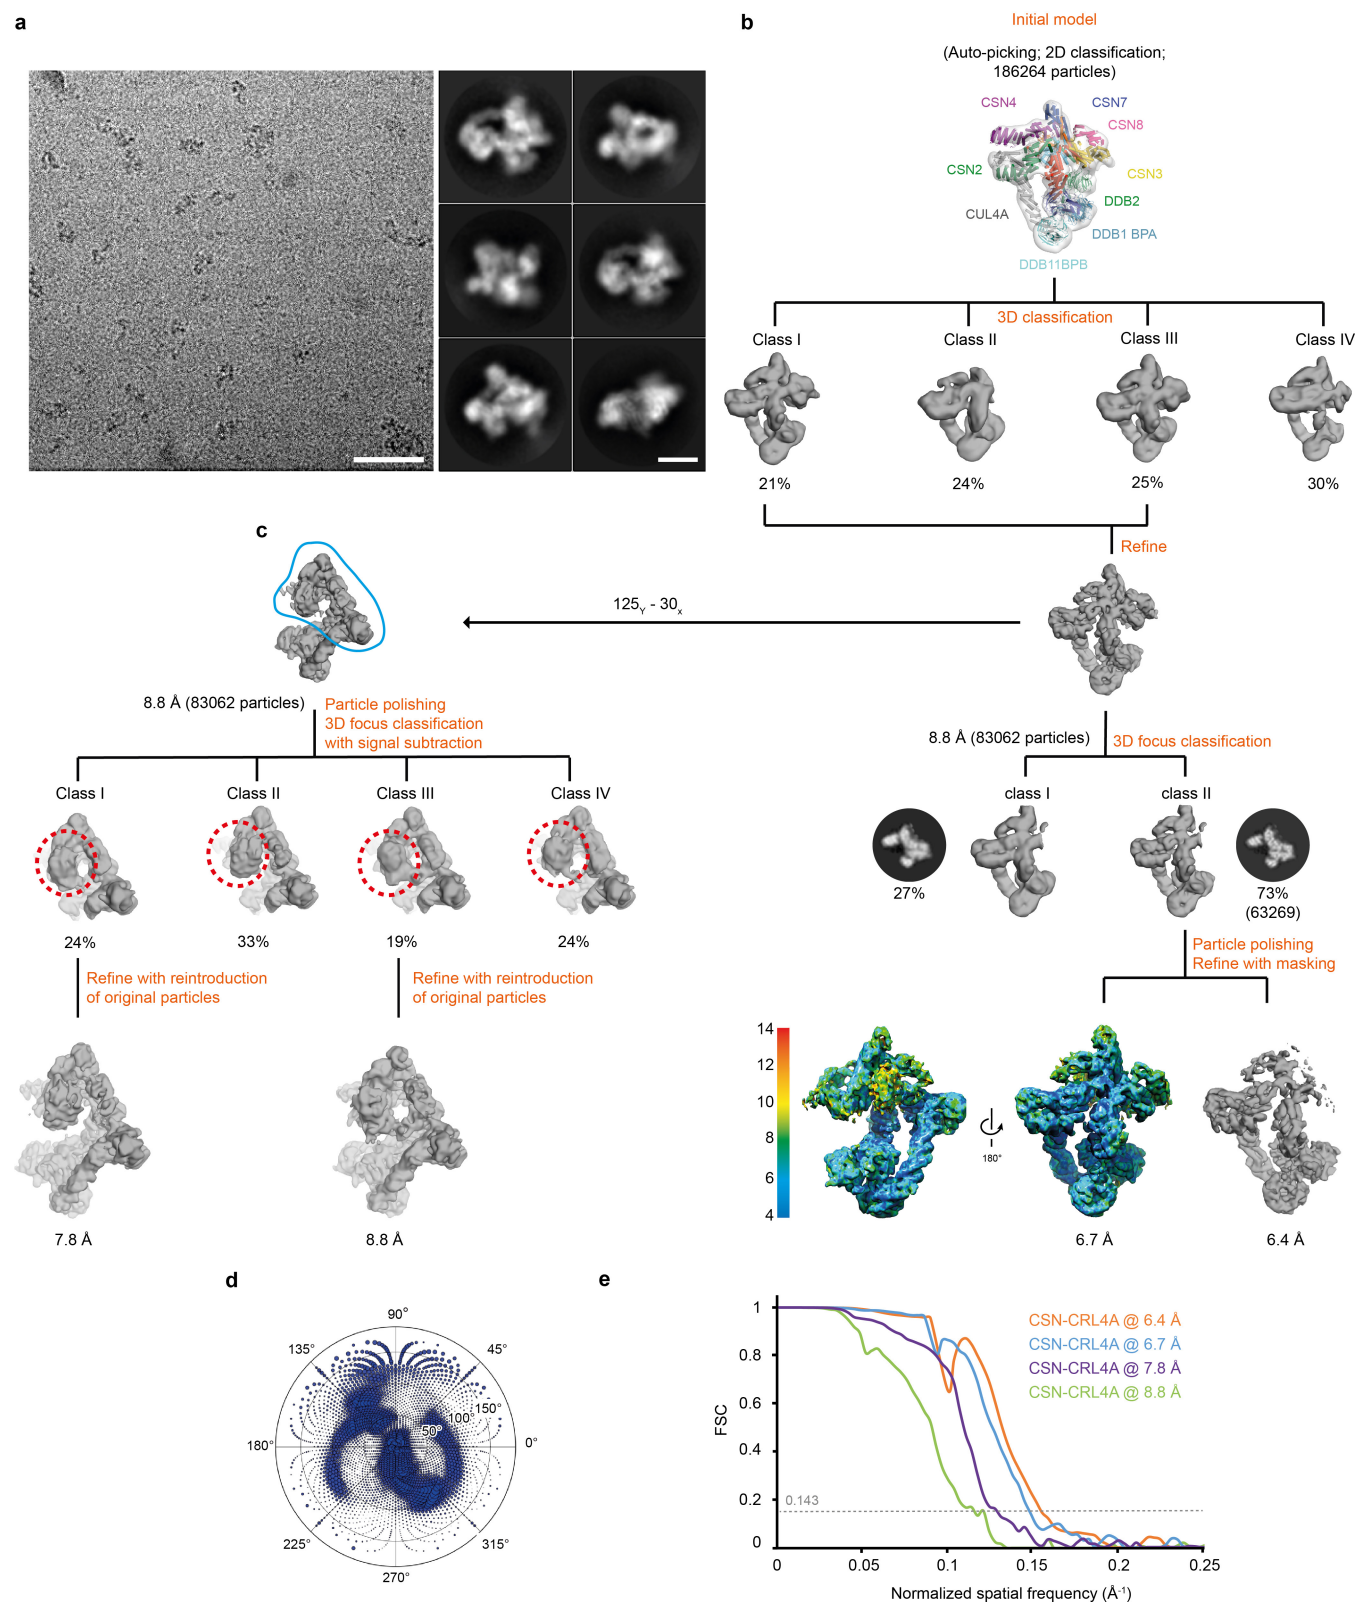 a
b
Initial model
(Auto-picking; 2D classification;
186264 particles)
CSN4
CSN7
CSN8
CSN2
CSN3
DDB2
CUL4A
DDB1 BPA
DDB11BPB
3D classification
Class I
Class II
Class III
Class IV
21%
24%
25%
30%
Refine
c
125Y - 30x
8.8 Å (83062 particles)
Particle polishing
3D focus classification
with signal subtraction
8.8 Å (83062 particles)
3D focus classification
Class I
Class II
Class III
Class IV
class I
class II
27%
73%
(63269)
24%
33%
19%
24%
Refine with reintroduction
of original particles
Refine with reintroduction
of original particles
Particle polishing
Refine with masking
14
12
10
8
6
4
180°
7.8 Å
8.8 Å
6.7 Å
6.4 Å
d
90°
135°
45°
150°
100°
50°
180°
0°
225°
315°
270°
e
FSC
1
0.8
0.6
0.4
0.2
0
CSN-CRL4A @ 6.4 Å
CSN-CRL4A @ 6.7 Å
CSN-CRL4A @ 7.8 Å
CSN-CRL4A @ 8.8 Å
0.143
0
0.05
0.1
0.15
0.2
0.25
Normalized spatial frequency (Å-1)